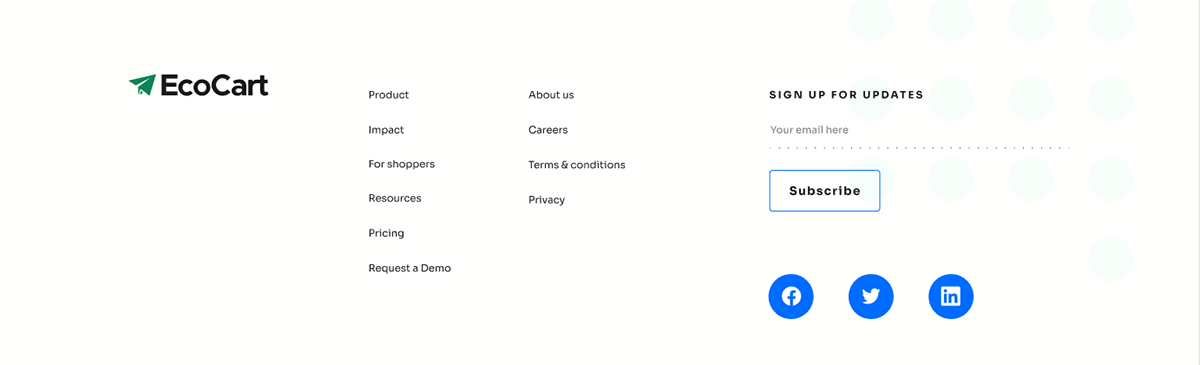 EcoCart
Product
Impact
For shoppers
Resources
Pricing
Request a Demo
About us
Careers
Terms & conditions
Privacy
SIGN UP FOR UPDATES
Your email here
Subscribe